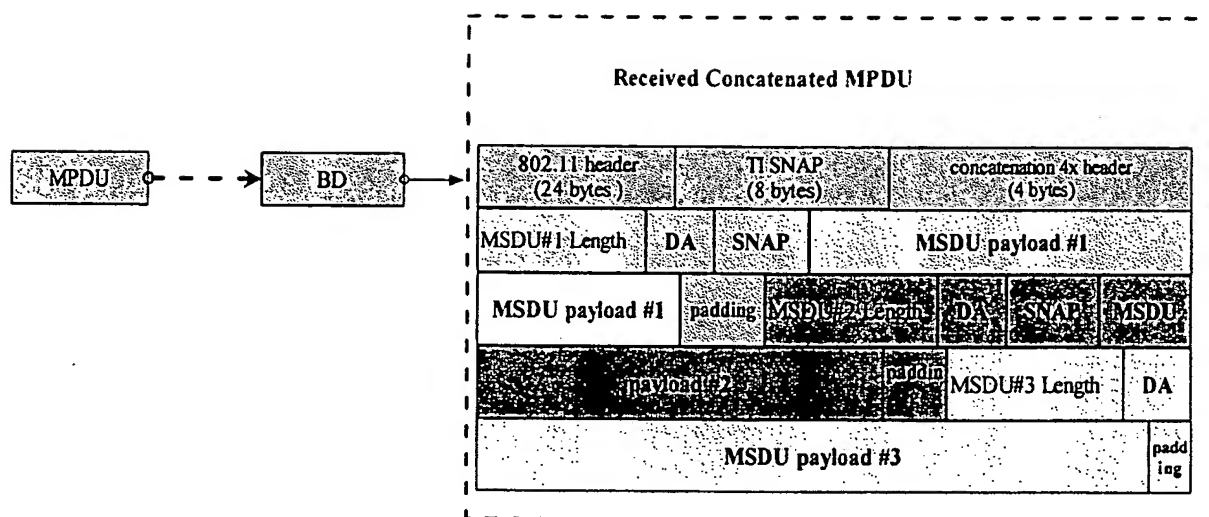 Received Concatenated MPDU
MPDU
BD
802.11 header
(24 bytes )
TI SNAP
(8 bytes)
concatenation 4x header
(4 bytes)
MSDU#1 Length
DA
SNAP
MSDU payload #1
MSDU payload #1
padding
MSDU#2 Length
DA
SNAP
MSDU
payload #2
paddin
MSDU#3 Length
DA
MSDU payload #3
padd
ing